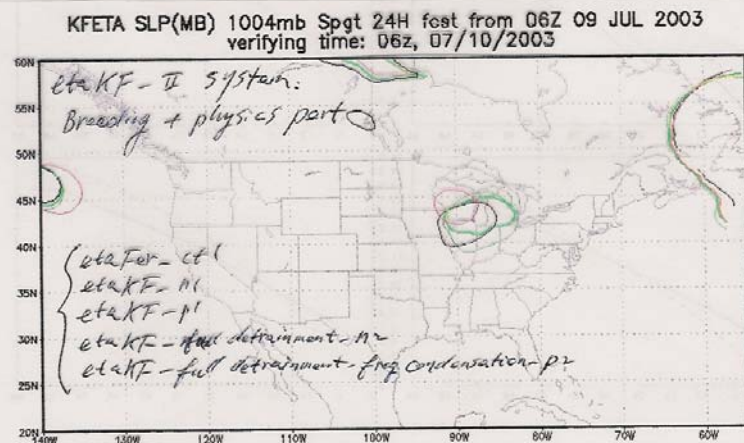 KFETA SLP(MB) 1004mb Spgt 24H fcst from 06Z 09 JUL 2003
verifying time: 06z, 07/10/2003
60N
etaKF-II system:
55N
Breeding + physics part
50N
45N
40N
etaFer-ctl
etaKF-n1
35N
etaKF-p1
30N
etaKF-full detrainment-n2
etaKF-full detrainment-freq condensation-p2
25N
20N
140W 130W 120W 110W 100W 90W 80W 70W 60W